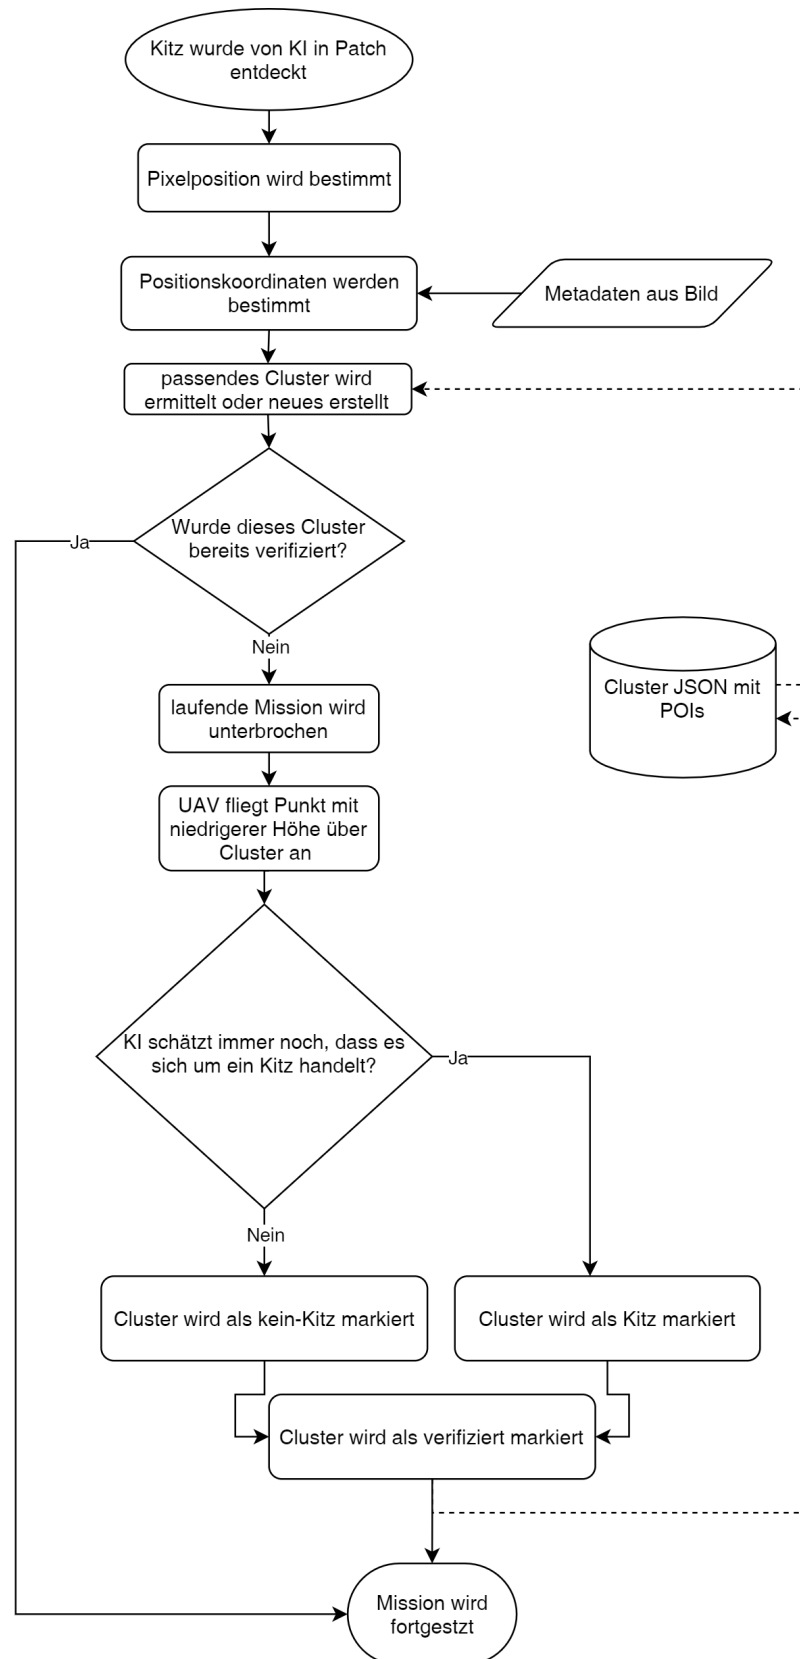 Kitz wurde von KI in Patch
entdeckt
Pixelposition wird bestimmt
Positionskoordinaten werden
bestimmt
Metadaten aus Bild
passendes Cluster wird
ermittelt oder neues erstellt
Wurde dieses Cluster
bereits verifiziert?
Ja
Nein
laufende Mission wird
unterbrochen
Cluster JSON mit
POIs
UAV fliegt Punkt mit
niedrigerer Höhe über
Cluster an
KI schätzt immer noch, dass es
sich um ein Kitz handelt?
Ja
Nein
Cluster wird als kein-Kitz markiert
Cluster wird als Kitz markiert
Cluster wird als verifiziert markiert
Mission wird
fortgestzt